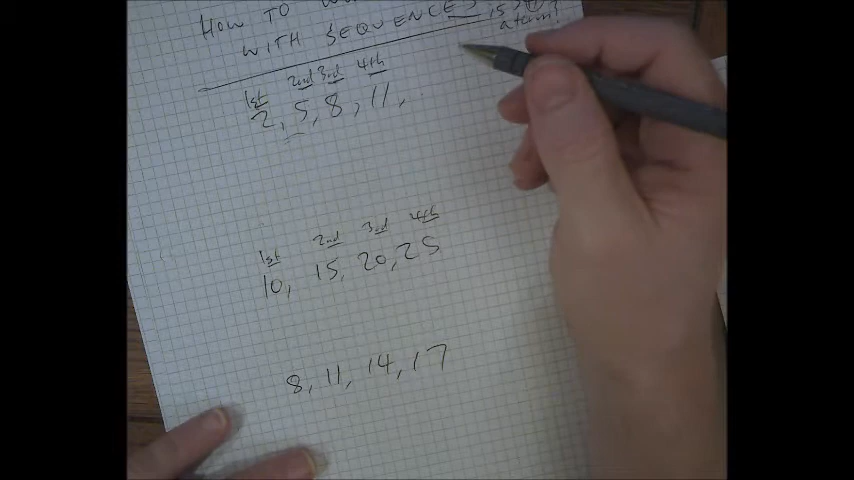 HOW TO
WITH SEQUENCES
a term?
1st 2nd 3rd 4th
2, 5, 8, 11,
1st 2nd 3rd 4th
10, 15, 20, 25
8, 11, 14, 17